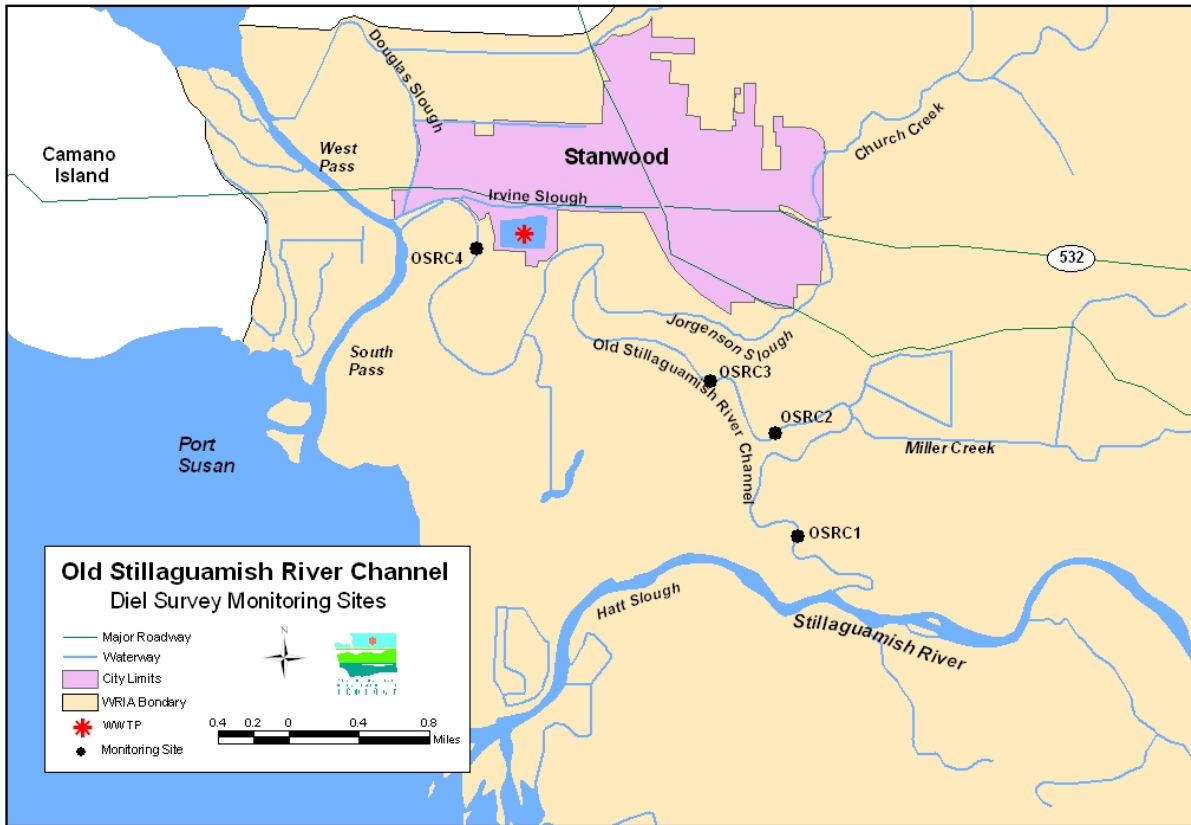 Douglas Slough
Church Creek
Camano
Island
West
Pass
Stanwood
Irvine Slough
OSRC4
532
Jorgenson Slough
South
Pass
Old Stillaguamish River Channel
OSRC3
OSRC2
Port
Susan
Miller Creek
OSRC1
Hatt Slough
Stillaguamish River
Old Stillaguamish River Channel
Diel Survey Monitoring Sites
Major Roadway
Waterway
City Limits
WRIA Bondary
WWTP
Monitoring Site
N
ECOLOGY
0.4 0.2 0 0.4 0.8
Miles